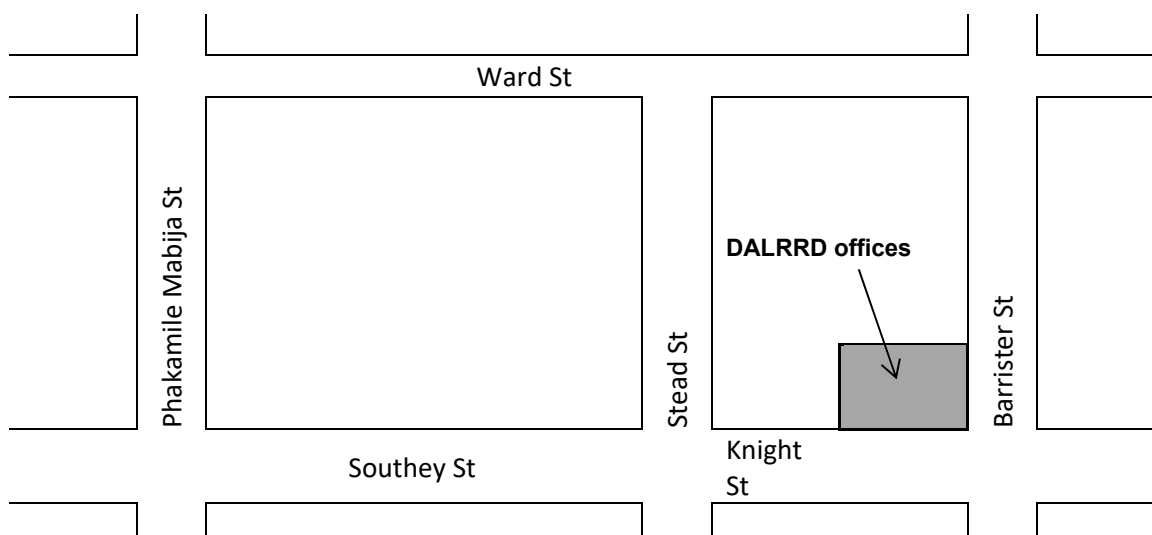 Ward St
Phakamile Mabija St
DALRRD offices
Stead St
Barrister St
Southey St
Knight
St